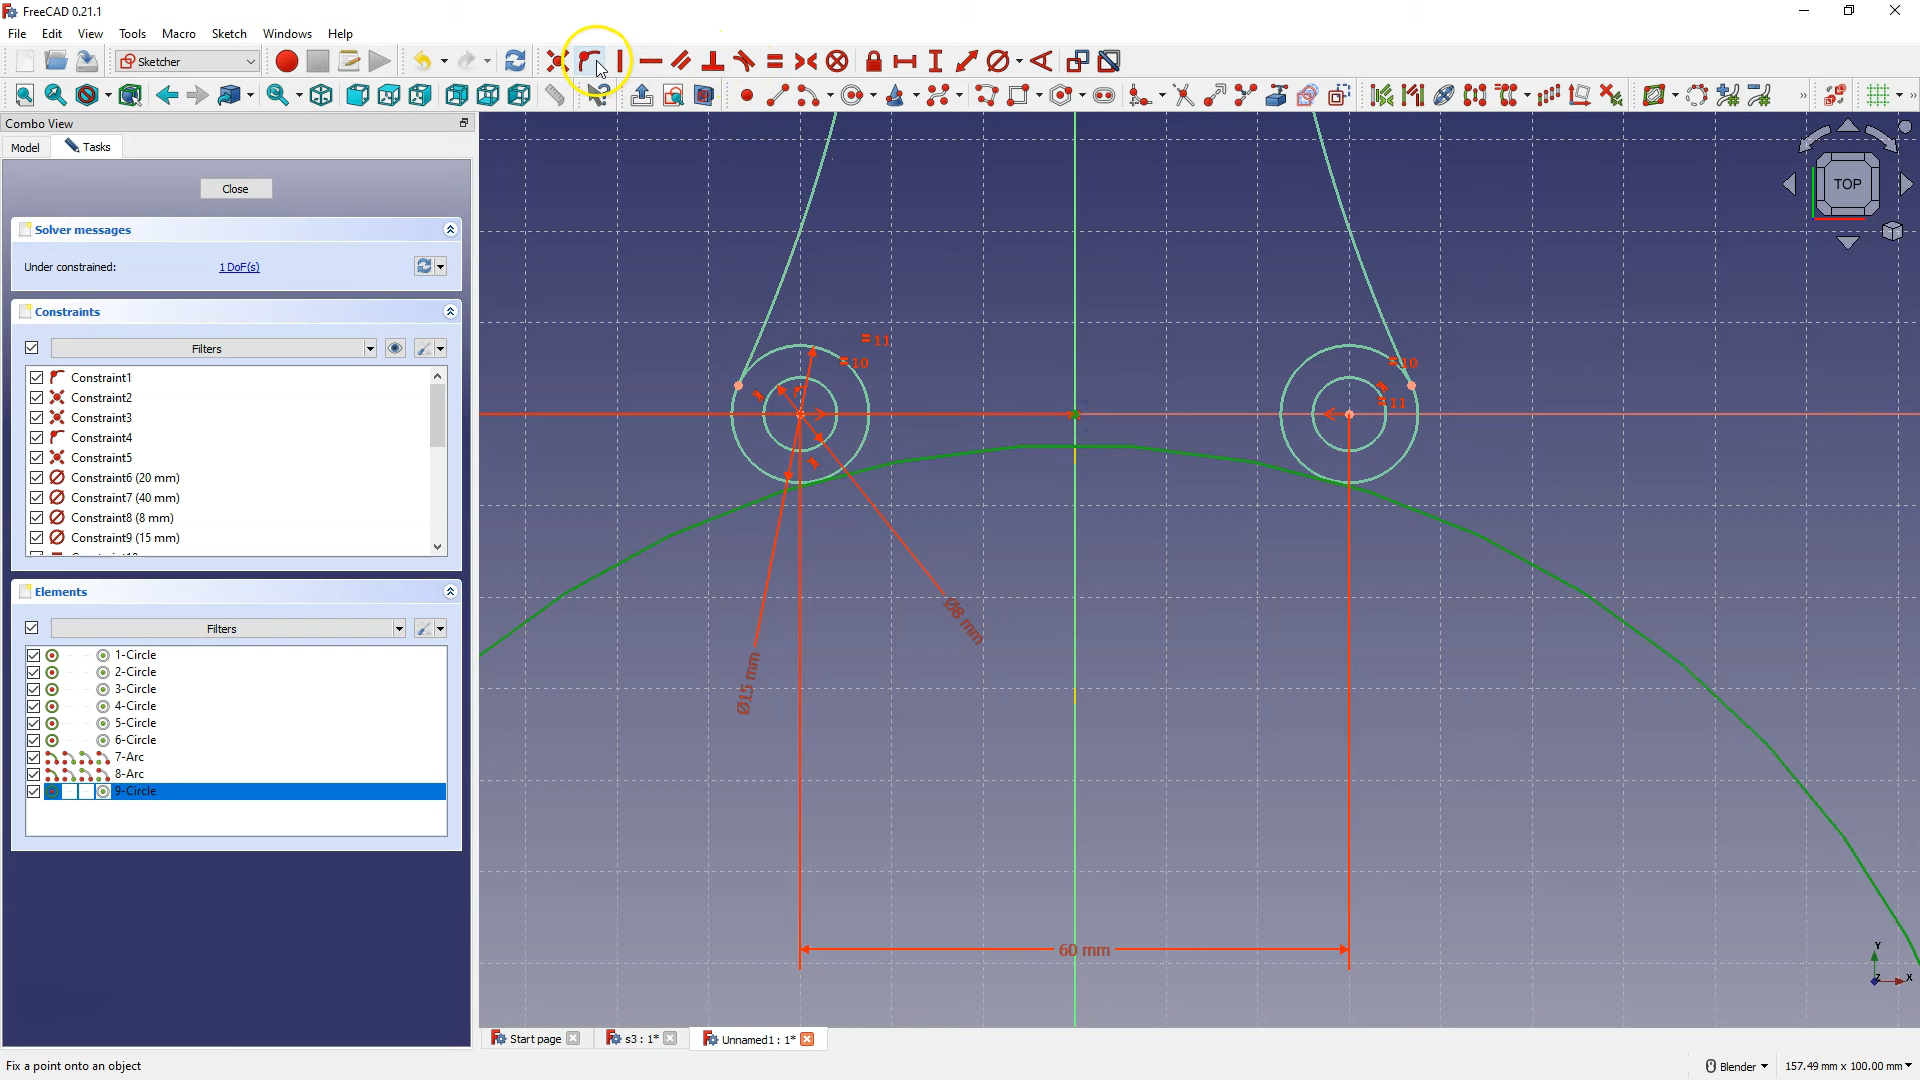 FreeCAD 0.21.1
File Edit View Tools Macro Sketch Windows Help
Sketcher
Combo View
Model Tasks
Close
Solver messages
Under constrained: 1 DoF(s)
Constraints
Filters
Constraint1
Constraint2
Constraint3
Constraint4
Constraint5
Constraint6 (20 mm)
Constraint7 (40 mm)
Constraint8 (8 mm)
Constraint9 (15 mm)
Elements
Filters
1-Circle
2-Circle
3-Circle
4-Circle
5-Circle
6-Circle
7-Arc
8-Arc
9-Circle
TOP
11
10
10
11
Ø8 mm
Ø15 mm
60 mm
Y
Z X
Start page s3 : 1* Unnamed1 : 1*
Fix a point onto an object
Blender 157.49 mm x 100.00 mm